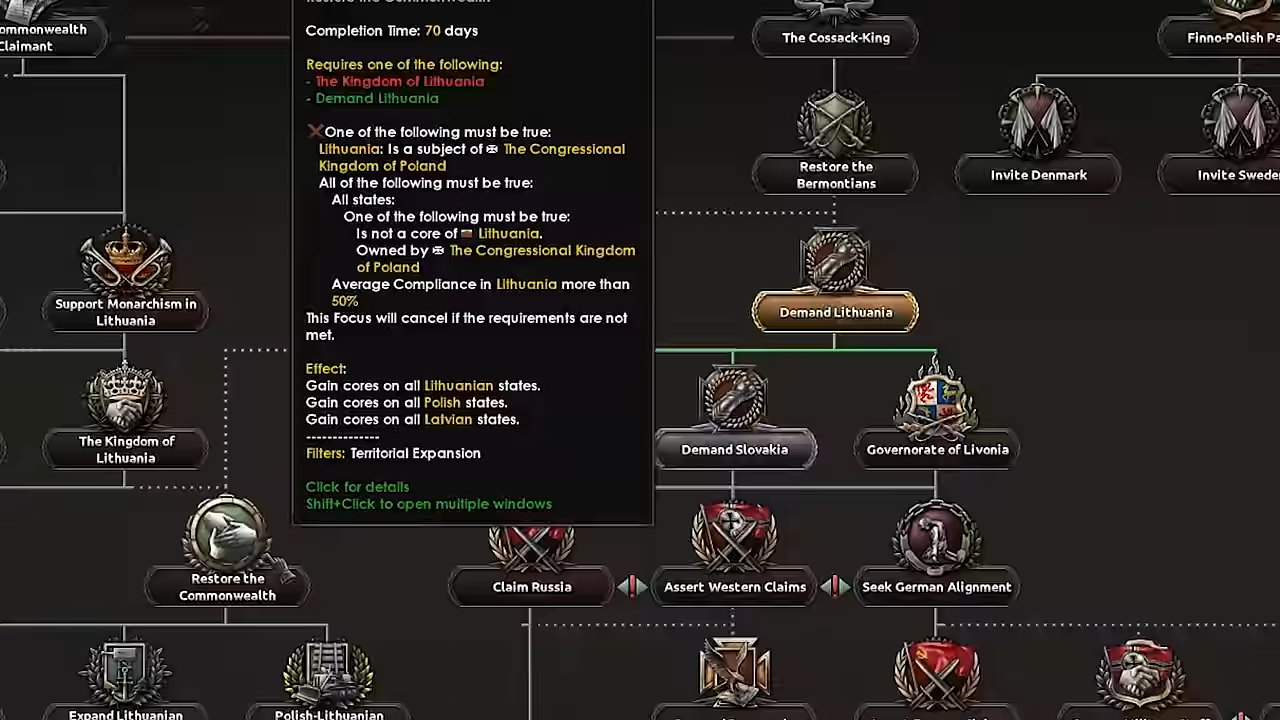 Commonwealth
Claimant
Completion Time: 70 days
Requires one of the following:
- The Kingdom of Lithuania
- Demand Lithuania
One of the following must be true:
Lithuania: Is a subject of The Congressional
Kingdom of Poland
All of the following must be true:
All states:
One of the following must be true:
Is not a core of Lithuania.
Owned by The Congressional Kingdom
of Poland
Average Compliance in Lithuania more than
50%
This Focus will cancel if the requirements are not
met.
Effect:
Gain cores on all Lithuanian states.
Gain cores on all Polish states.
Gain cores on all Latvian states.
--------------
Filters: Territorial Expansion
Click for details
Shift+Click to open multiple windows
The Cossack-King
Finno-Polish Pa
Restore the
Bermontians
Invite Denmark
Invite Swede
Support Monarchism in
Lithuania
Demand Lithuania
The Kingdom of
Lithuania
Demand Slovakia
Governorate of Livonia
Restore the
Commonwealth
Claim Russia
Assert Western Claims
Seek German Alignment
Expand Lithuanian
Polish-Lithuanian